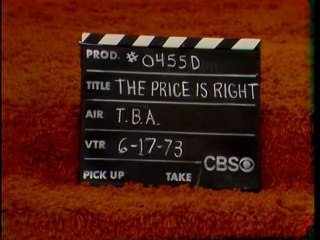 PROD. *0455D
TITLE THE PRICE IS RIGHT
AIR T.B.A.
VTR 6-17-73
CBS
PICK UP TAKE